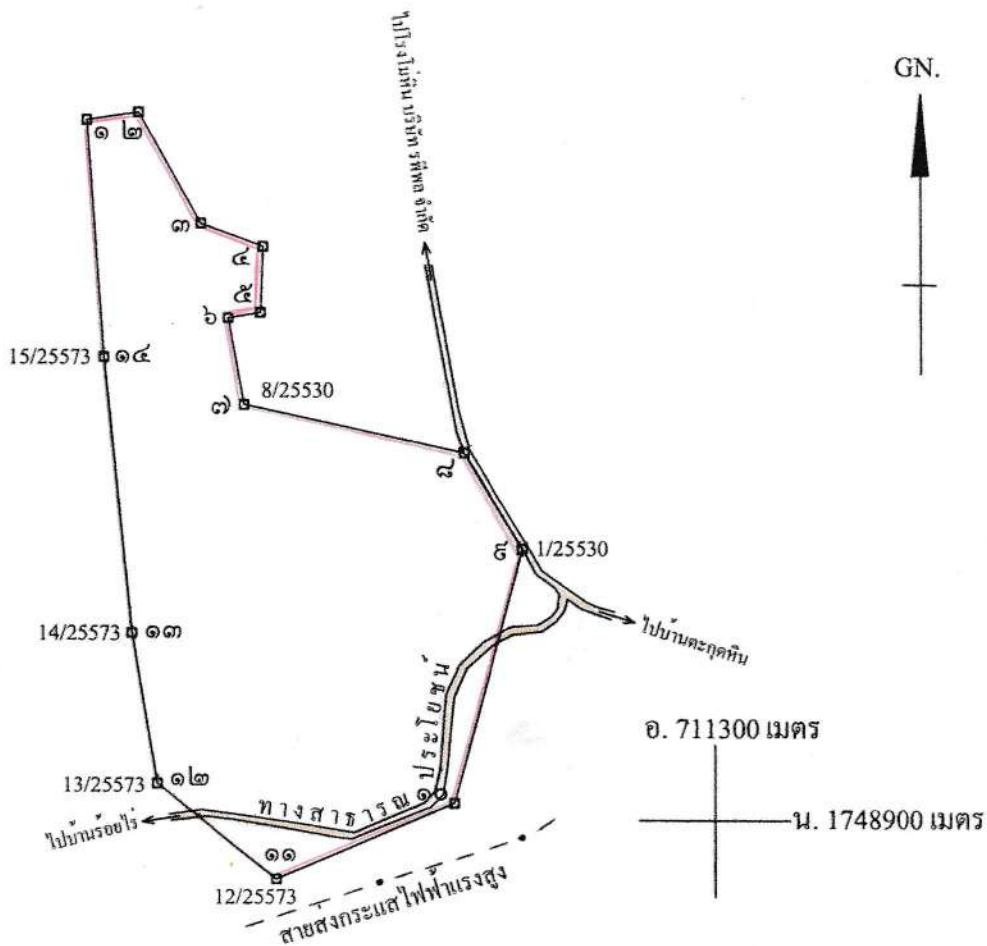 ไปโรงโม่หิน บริษัท รพีพล จำกัด
GN.
๑ ๒
๓
๔
๕
๖
15/25573 ๑๔
8/25530
๗
๘
๙ 1/25530
14/25573 ๑๓
ไปบ้านตะกุดหิน
อ. 711300 เมตร
13/25573 ๑๒
ทางสาธารณประโยชน์
๑๐
ไปบ้านร้อยไร่
น. 1748900 เมตร
๑๑
12/25573
สายส่งกระแสไฟฟ้าแรงสูง